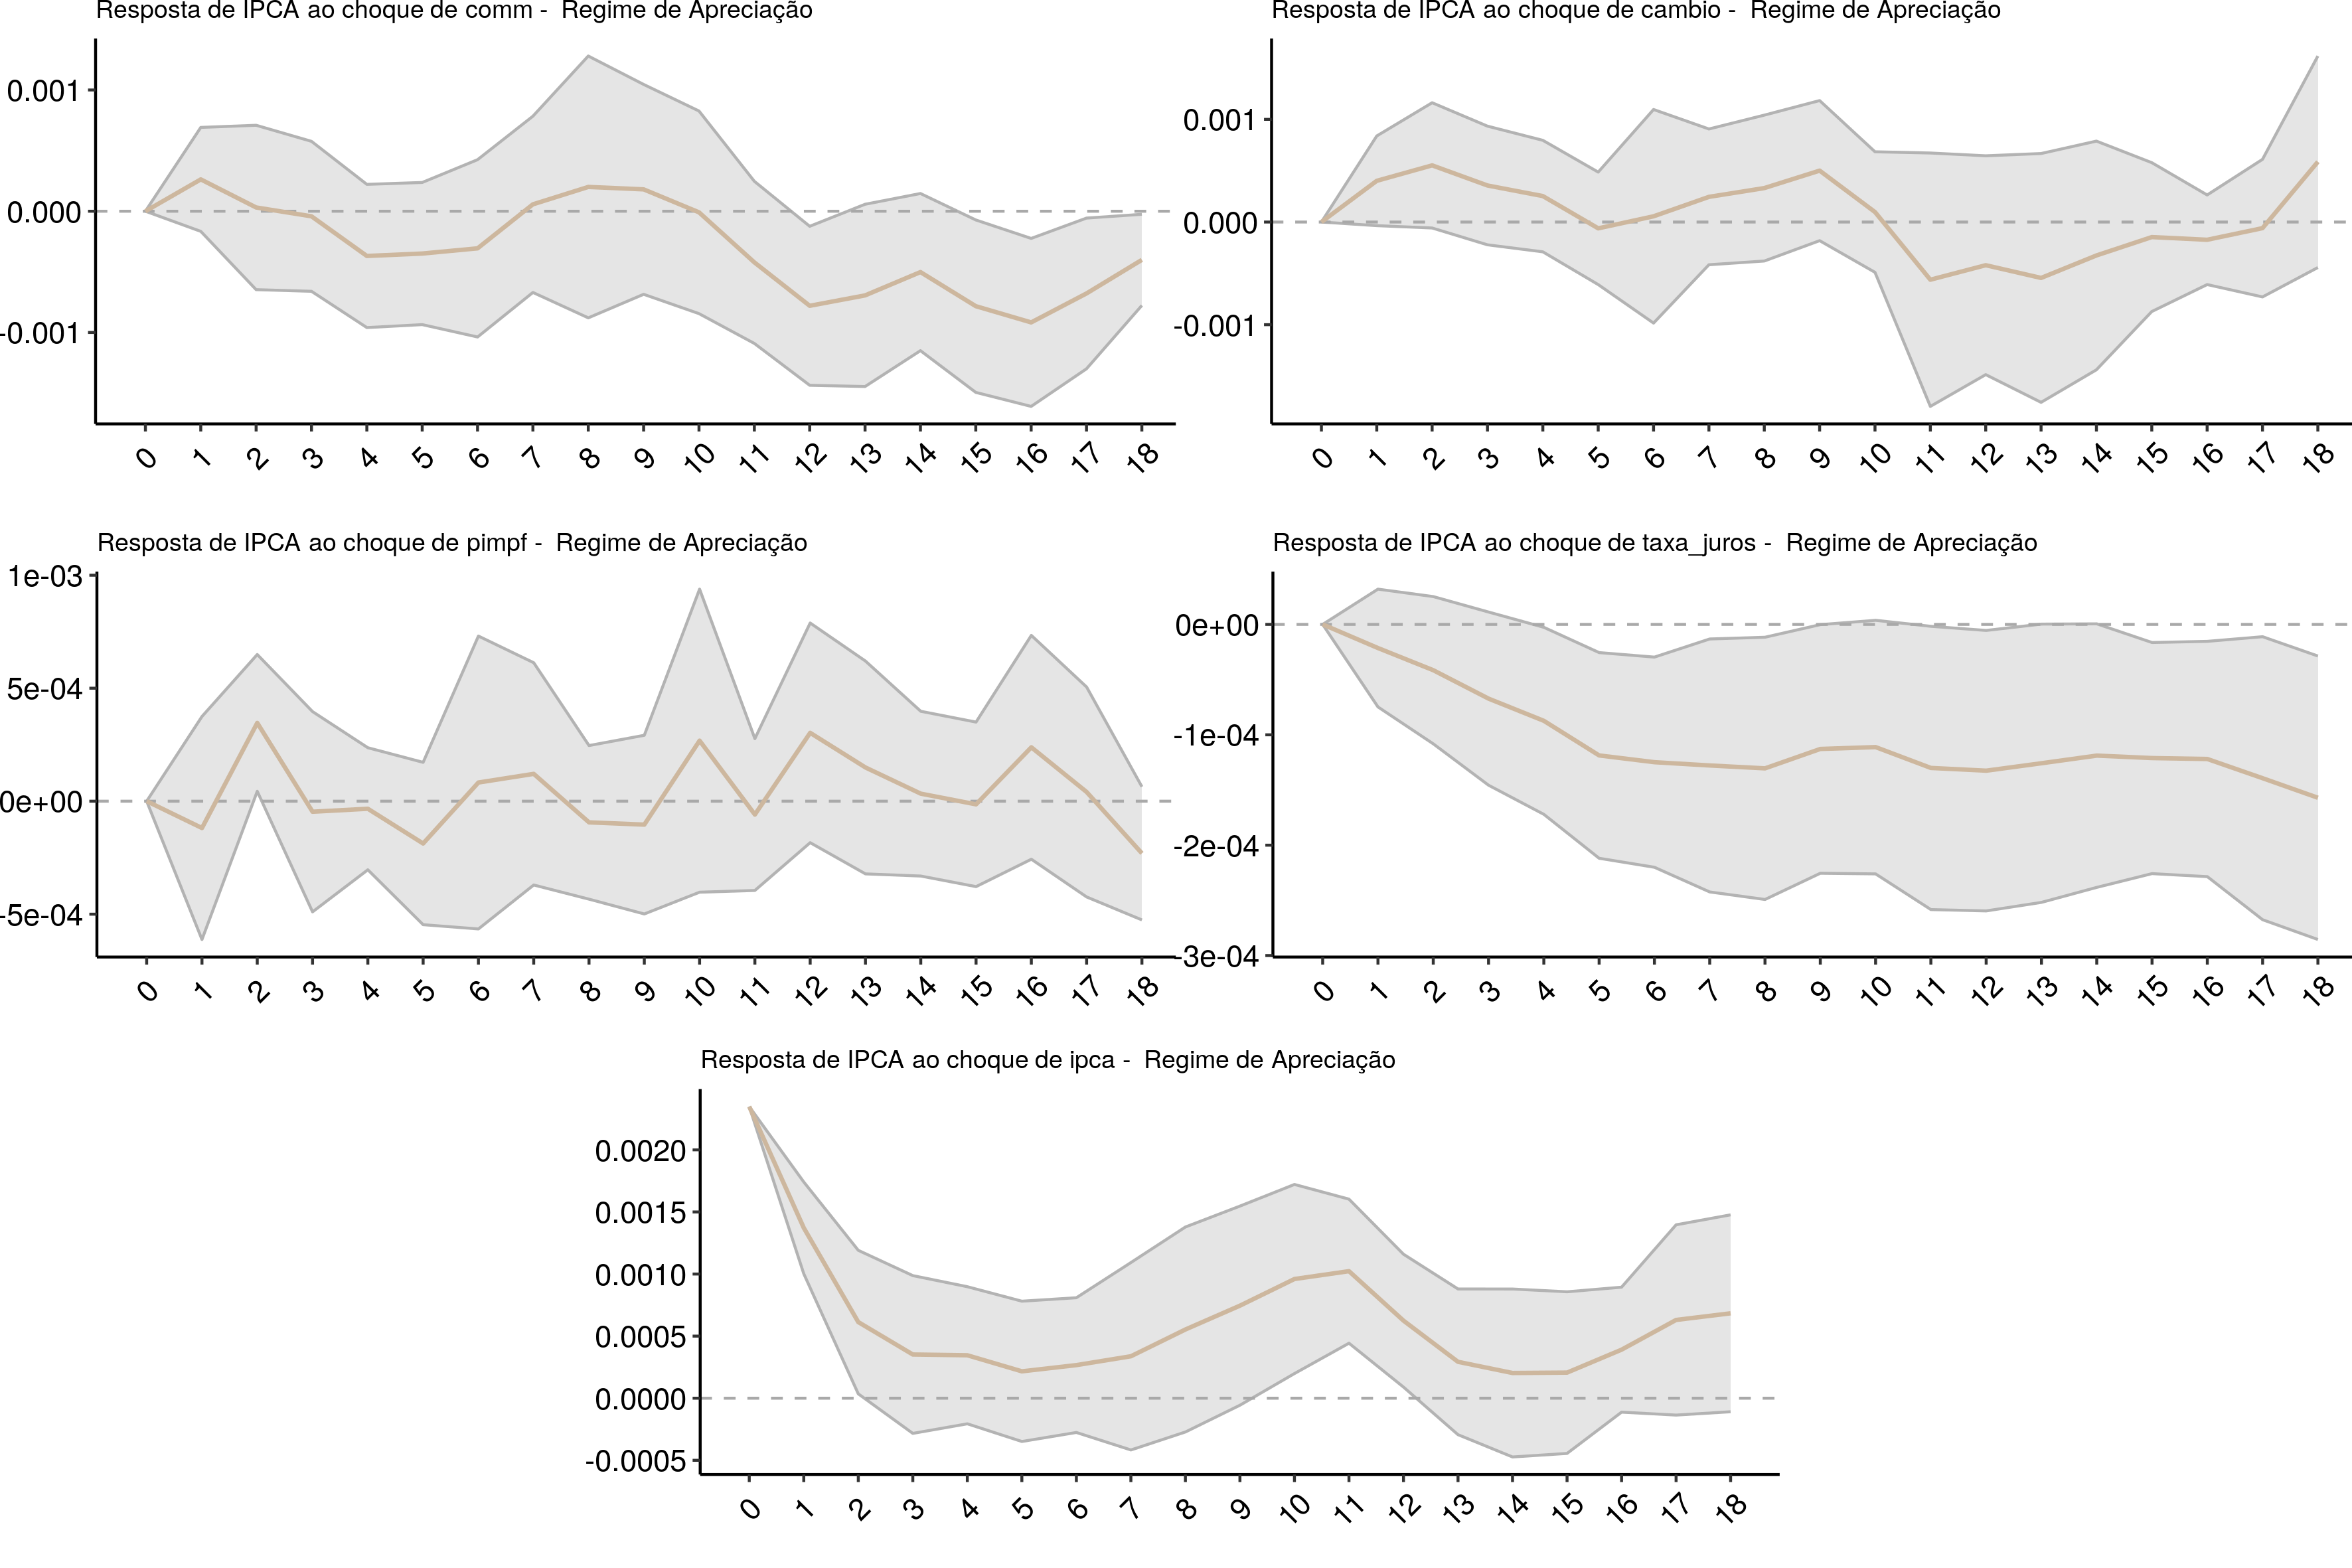 Resposta de IPCA ao choque de comm -  Regime de Apreciação
0.001
0.000
-0.001
0 1 2 3 4 5 6 7 8 9 10 11 12 13 14 15 16 17 18
Resposta de IPCA ao choque de cambio -  Regime de Apreciação
0.001
0.000
-0.001
0 1 2 3 4 5 6 7 8 9 10 11 12 13 14 15 16 17 18
Resposta de IPCA ao choque de pimpf -  Regime de Apreciação
1e-03
5e-04
0e+00
-5e-04
0 1 2 3 4 5 6 7 8 9 10 11 12 13 14 15 16 17 18
Resposta de IPCA ao choque de taxa_juros -  Regime de Apreciação
0e+00
-1e-04
-2e-04
-3e-04
0 1 2 3 4 5 6 7 8 9 10 11 12 13 14 15 16 17 18
Resposta de IPCA ao choque de ipca -  Regime de Apreciação
0.0020
0.0015
0.0010
0.0005
0.0000
-0.0005
0 1 2 3 4 5 6 7 8 9 10 11 12 13 14 15 16 17 18